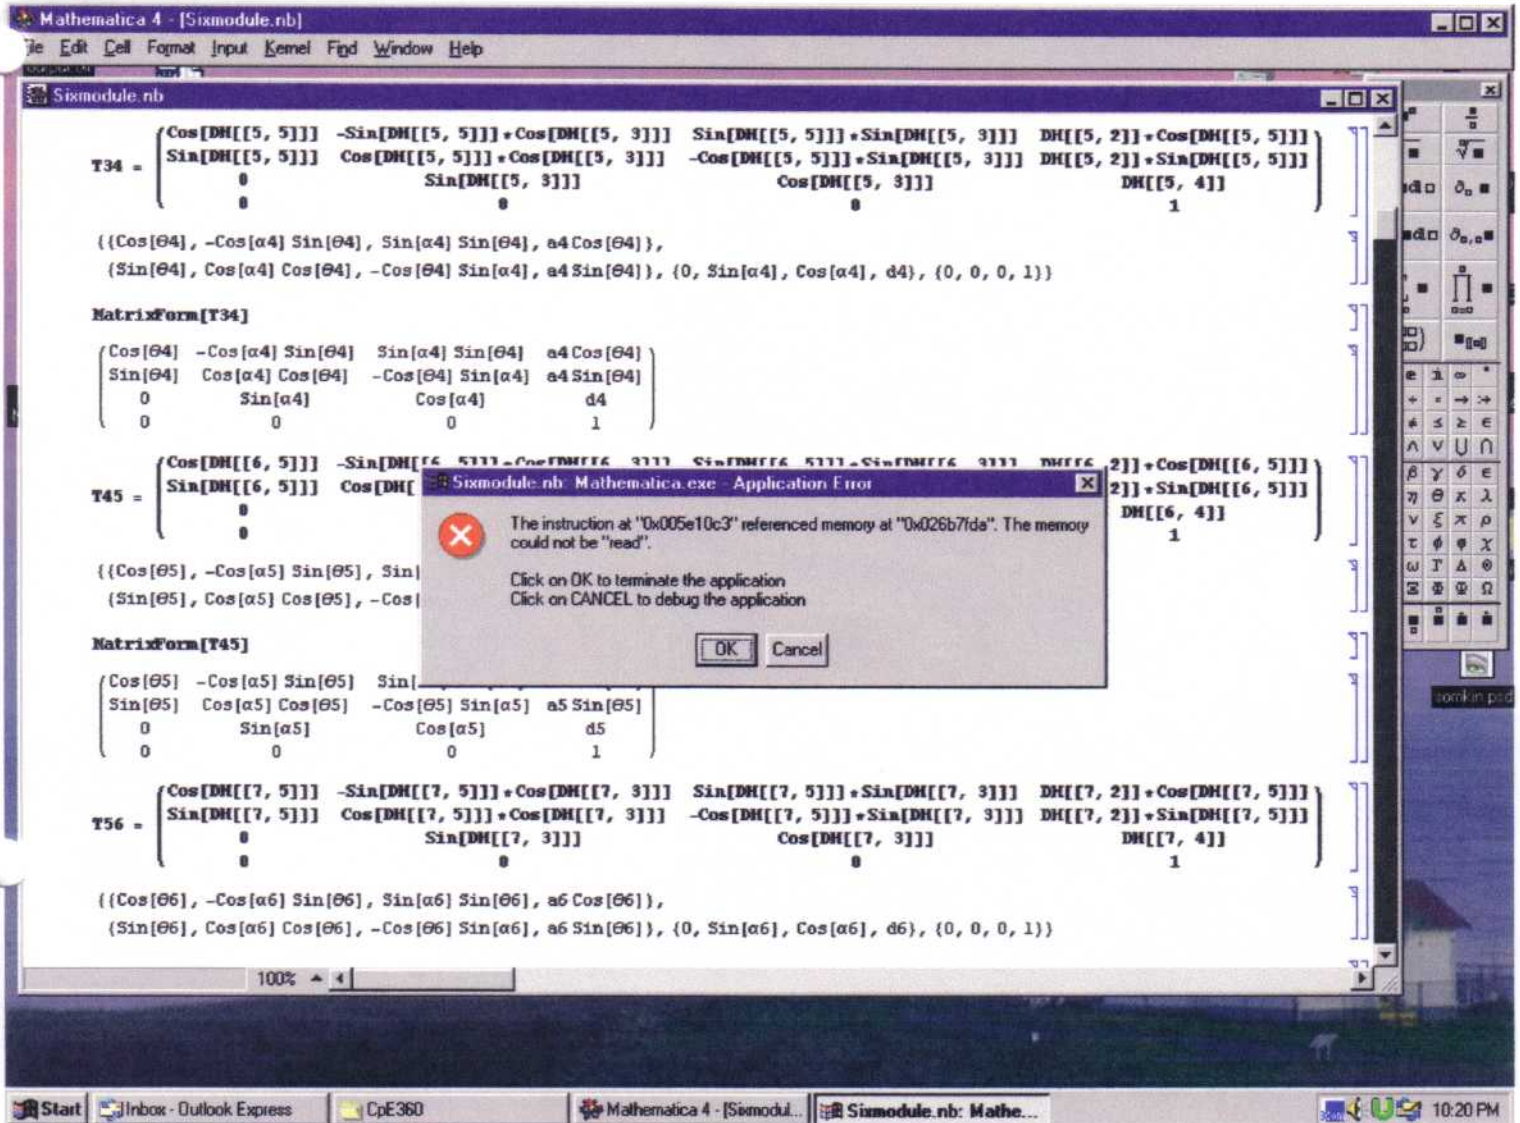 Mathematica 4 - [Sixmodule.nb]
Edit Cell Format Input Kernel Find Window Help
Sixmodule.nb
T34 =
Cos[DH[[5, 5]]] -Sin[DH[[5, 5]]]*Cos[DH[[5, 3]]] Sin[DH[[5, 5]]]*Sin[DH[[5, 3]]] DH[[5, 2]]*Cos[DH[[5, 5]]]
Sin[DH[[5, 5]]] Cos[DH[[5, 5]]]*Cos[DH[[5, 3]]] -Cos[DH[[5, 5]]]*Sin[DH[[5, 3]]] DH[[5, 2]]*Sin[DH[[5, 5]]]
0 Sin[DH[[5, 3]]] Cos[DH[[5, 3]]] DH[[5, 4]]
0 0 0 1
{{Cos[θ4], -Cos[α4] Sin[θ4], Sin[α4] Sin[θ4], a4 Cos[θ4]},
{Sin[θ4], Cos[α4] Cos[θ4], -Cos[θ4] Sin[α4], a4 Sin[θ4]}, {0, Sin[α4], Cos[α4], d4}, {0, 0, 0, 1}}
MatrixForm[T34]
Cos[θ4] -Cos[α4] Sin[θ4] Sin[α4] Sin[θ4] a4 Cos[θ4]
Sin[θ4] Cos[α4] Cos[θ4] -Cos[θ4] Sin[α4] a4 Sin[θ4]
0 Sin[α4] Cos[α4] d4
0 0 0 1
T45 =
Cos[DH[[6, 5]]] 2]]*Cos[DH[[6, 5]]]
Sin[DH[[6, 5]]] Cos[DH[ 2]]*Sin[DH[[6, 5]]]
0 DH[[6, 4]]
0 1
{{Cos[θ5], -Cos[α5] Sin[θ5], Sin[
{Sin[θ5], Cos[α5] Cos[θ5], -Cos[
MatrixForm[T45]
Cos[θ5] -Cos[α5] Sin[θ5] Sin[
Sin[θ5] Cos[α5] Cos[θ5] -Cos[θ5] Sin[α5] a5 Sin[θ5]
0 Sin[α5] Cos[α5] d5
0 0 0 1
T56 =
Cos[DH[[7, 5]]] -Sin[DH[[7, 5]]]*Cos[DH[[7, 3]]] Sin[DH[[7, 5]]]*Sin[DH[[7, 3]]] DH[[7, 2]]*Cos[DH[[7, 5]]]
Sin[DH[[7, 5]]] Cos[DH[[7, 5]]]*Cos[DH[[7, 3]]] -Cos[DH[[7, 5]]]*Sin[DH[[7, 3]]] DH[[7, 2]]*Sin[DH[[7, 5]]]
0 Sin[DH[[7, 3]]] Cos[DH[[7, 3]]] DH[[7, 4]]
0 0 0 1
{{Cos[θ6], -Cos[α6] Sin[θ6], Sin[α6] Sin[θ6], a6 Cos[θ6]},
{Sin[θ6], Cos[α6] Cos[θ6], -Cos[θ6] Sin[α6], a6 Sin[θ6]}, {0, Sin[α6], Cos[α6], d6}, {0, 0, 0, 1}}
100%
Sixmodule.nb: Mathematica.exe - Application Error
The instruction at "0x005e10c3" referenced memory at "0x026b7fda". The memory
could not be "read".
Click on OK to terminate the application
Click on CANCEL to debug the application
OK Cancel
β γ δ ϵ
η θ κ λ
ν ξ π ρ
τ ϕ φ χ
ω Γ Δ Θ
Ξ Φ Ψ Ω
Start Inbox - Outlook Express CpE360 Mathematica 4 - [Sixmodul... Sixmodule.nb: Mathe... 10:20 PM